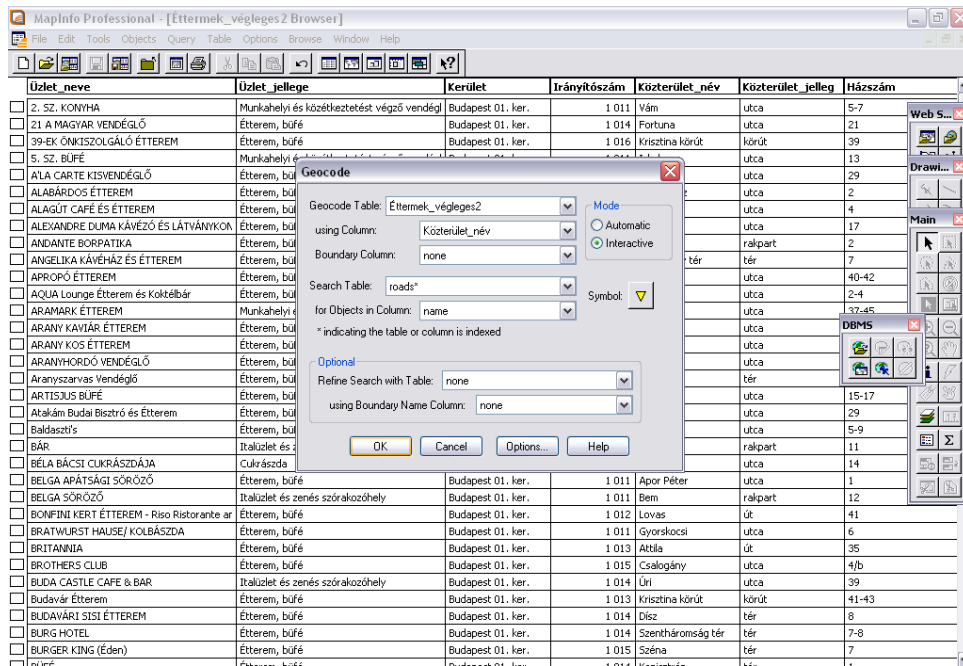 MapInfo Professional - [Éttermek_végleges2 Browser]
File Edit Tools Objects Query Table Options Browse Window Help
Üzlet_neve Üzlet_jellege Kerület Irányítószám Közterület_név Közterület_jelleg Házszám
2. SZ. KONYHA Munkahelyi és közétkeztetést végző vendégl Budapest 01. ker. 1 011 Vám utca 5-7
21 A MAGYAR VENDÉGLŐ Étterem, büfé Budapest 01. ker. 1 014 Fortuna utca 21
39-EK ÖNKISZOLGÁLÓ ÉTTEREM Étterem, büfé Budapest 01. ker. 1 016 Krisztina körút körút 39
5. SZ. BÜFÉ utca 13
A'LA CARTE KISVENDÉGLŐ Étterem, bü utca 29
ALABÁRDOS ÉTTEREM Étterem, bü utca 2
ALAGÚT CAFÉ ÉS ÉTTEREM Étterem, bü utca 4
ALEXANDRE DUMA KÁVÉZÓ ÉS LÁTVÁNYKON Étterem, bü utca 17
ANDANTE BORPATIKA Étterem, bü rakpart 2
ANGELIKA KÁVÉHÁZ ÉS ÉTTEREM Étterem, bü tér tér 7
APROPÓ ÉTTEREM Étterem, bü utca 40-42
AQUA Lounge Étterem és Koktélbár Étterem, bü utca 2-4
ARAMARK ÉTTEREM Munkahelyi é utca 37-45
ARANY KAVIÁR ÉTTEREM Étterem, bü
ARANY KOS ÉTTEREM Étterem, bü
ARANYHORDÓ VENDÉGLŐ Étterem, bü
Aranyszarvas Vendéglő Étterem, bü tér
ARTISJUS BÜFÉ Étterem, bü utca 15-17
Atakám Budai Bisztró és Étterem Étterem, bü utca 29
Baldaszti's Étterem, bü utca 5-9
BÁR Italüzlet és z rakpart 11
BÉLA BÁCSI CUKRÁSZDÁJA Cukrászda utca 14
BELGA APÁTSÁGI SÖRÖZŐ Étterem, büfé Budapest 01. ker. 1 011 Apor Péter utca 1
BELGA SÖRÖZŐ Italüzlet és zenés szórakozóhely Budapest 01. ker. 1 011 Bem rakpart 12
BONFINI KERT ÉTTEREM - Riso Ristorante ar Étterem, büfé Budapest 01. ker. 1 012 Lovas út 41
BRATWURST HAUSE/ KOLBÁSZDA Étterem, büfé Budapest 01. ker. 1 011 Gyorskocsi utca 6
BRITANNIA Étterem, büfé Budapest 01. ker. 1 013 Attila út 35
BROTHERS CLUB Étterem, büfé Budapest 01. ker. 1 015 Csalogány utca 4/b
BUDA CASTLE CAFE & BAR Italüzlet és zenés szórakozóhely Budapest 01. ker. 1 014 Úri utca 39
Budavár Étterem Étterem, büfé Budapest 01. ker. 1 013 Krisztina körút körút 41-43
BUDAVÁRI SISI ÉTTEREM Étterem, büfé Budapest 01. ker. 1 014 Dísz tér 8
BURG HOTEL Étterem, büfé Budapest 01. ker. 1 014 Szentháromság tér tér 7-8
BURGER KING (Éden) Étterem, büfé Budapest 01. ker. 1 015 Széna tér 7
Geocode
Geocode Table: Éttermek_végleges2
using Column: Közterület_név
Boundary Column: none
Mode
Automatic
Interactive
Search Table: roads*
for Objects in Column: name
Symbol:
* indicating the table or column is indexed
Optional
Refine Search with Table: none
using Boundary Name Column: none
OK Cancel Options... Help
Web S...
Drawi...
Main
DBMS